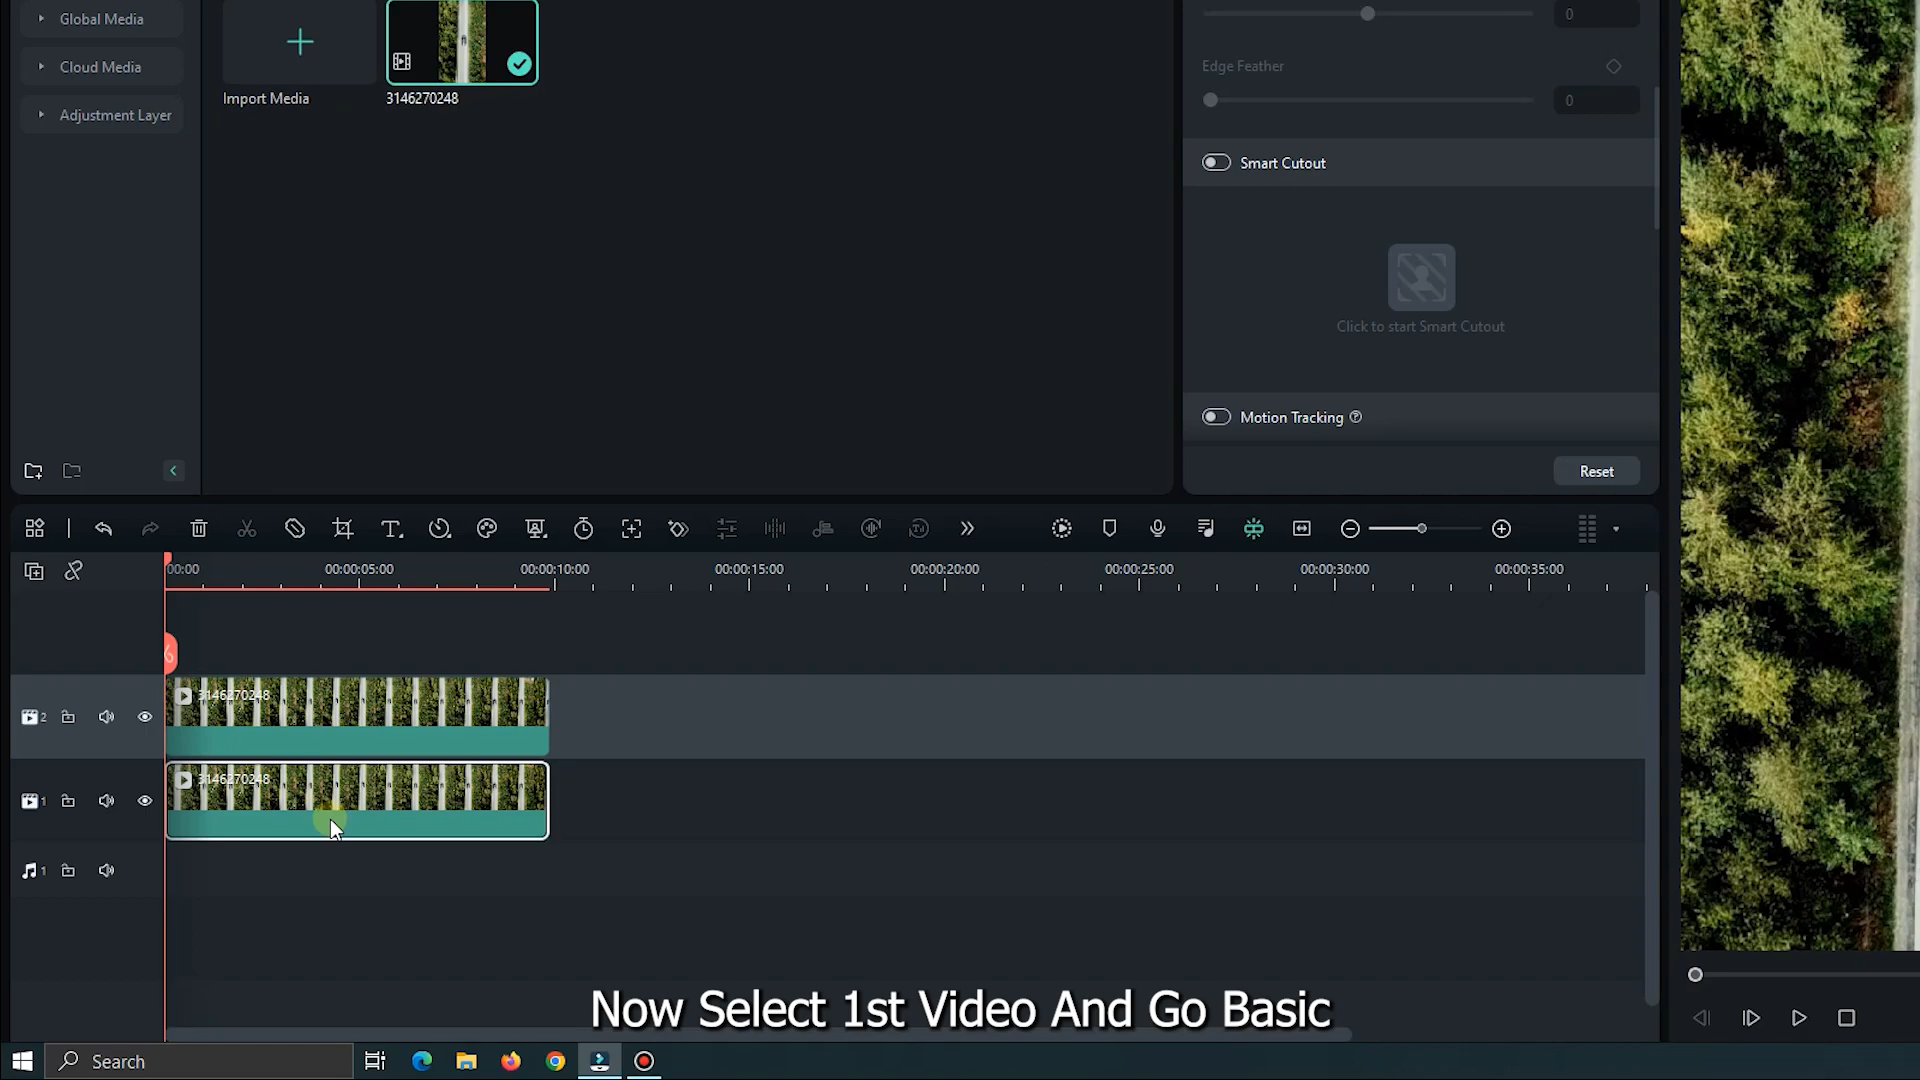 Global Media
Cloud Media
Adjustment Layer
Import Media
3146270248
0
Edge Feather
0
Smart Cutout
Click to start Smart Cutout
Motion Tracking
Reset
00:00
00:00:05:00
00:00:10:00
00:00:15:00
00:00:20:00
00:00:25:00
00:00:30:00
00:00:35:00
3146270248
2
3146270248
1
1
Now Select 1st Video And Go Basic
Search